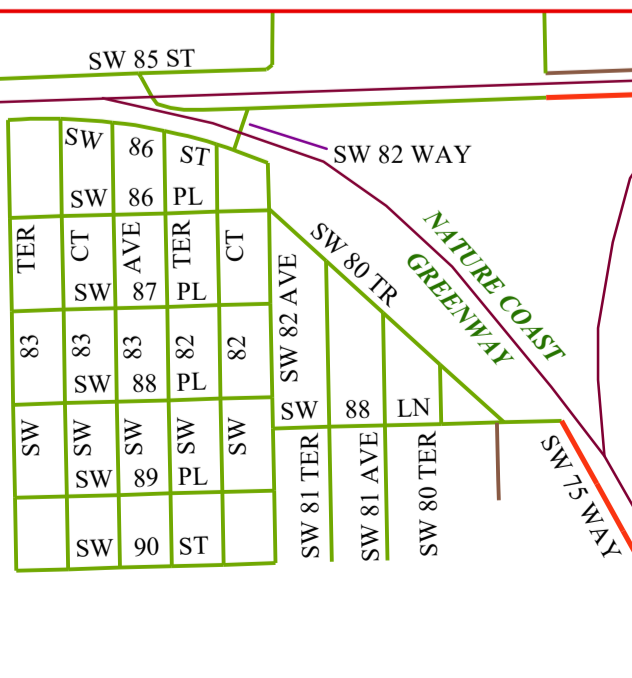 SW 85 ST
SW 86 ST
SW 82 WAY
SW 86 PL
NATURE COAST
GREENWAY
SW 80 TR
SW 83 TER
SW 83 CT
SW 83 AVE
SW 82 TER
SW 82 CT
SW 82 AVE
SW 87 PL
SW 88 PL
SW 88 LN
SW 89 PL
SW 81 TER
SW 81 AVE
SW 80 TER
SW 75 WAY
SW 90 ST